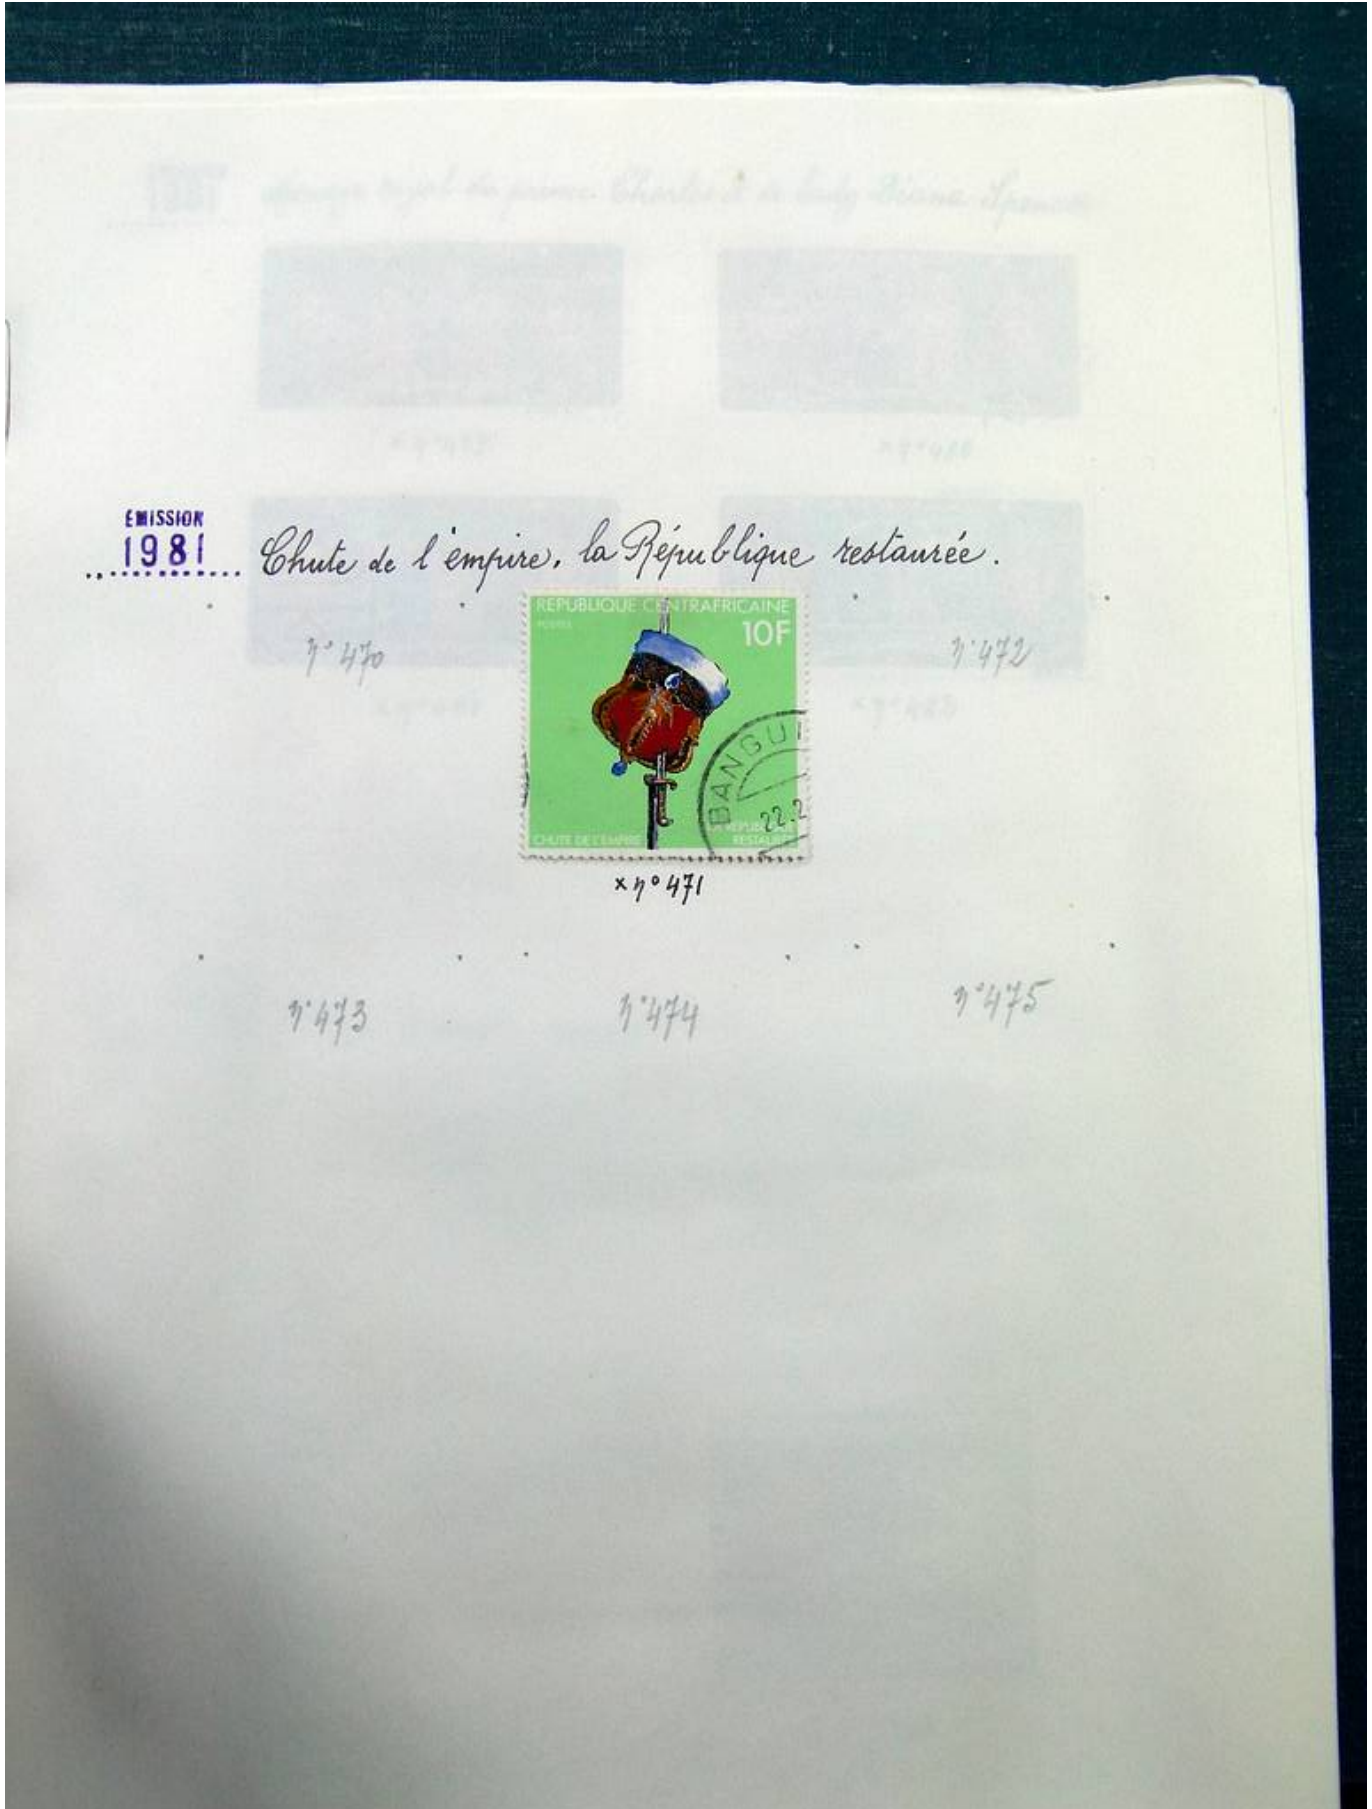 ÉMISSION
1981 Chute de l'empire, la République restaurée.
n° 470
REPUBLIQUE CENTRAFRICAINE
POSTES
10F
n° 472
BANGUI
22.2
CHUTE DE L'EMPIRE
LA REPUBLIQUE
RESTAUREE
x n° 471
n° 473
n° 474
n° 475